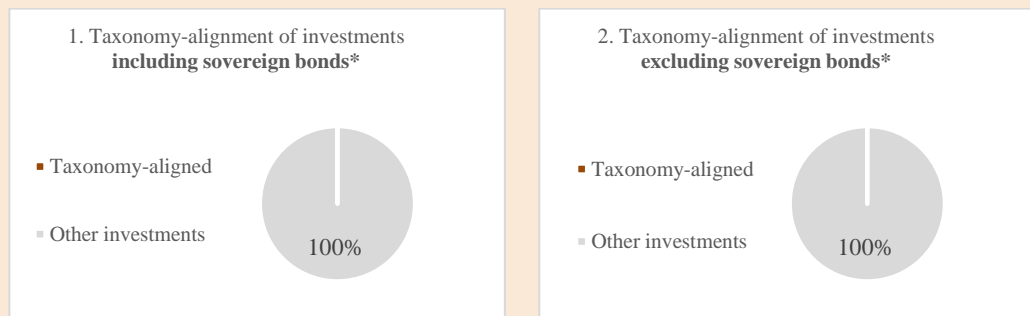 1. Taxonomy-alignment of investments
including sovereign bonds*
Taxonomy-aligned
Other investments
100%
2. Taxonomy-alignment of investments
excluding sovereign bonds*
Taxonomy-aligned
Other investments
100%